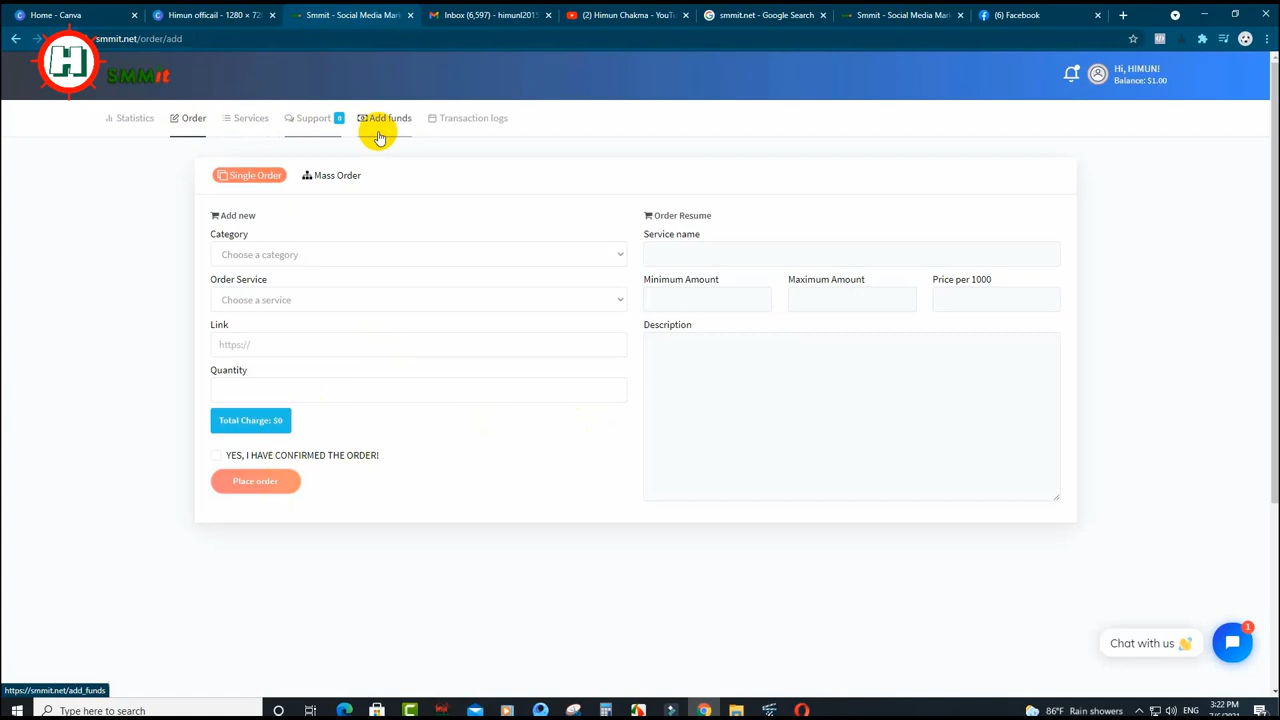 Home - Canva
Himun officail - 1280 × 72
Smmit - Social Media Mark
Inbox (6,597) - himunl201
(2) Himun Chakma - YouT
smmit.net - Google Search
Smmit - Social Media Mark
(6) Facebook
smmit.net/order/add
H
SMMit
Hi, HIMUN!
Balance: $1.00
Statistics
Order
Services
Support 0
Add funds
Transaction logs
Single Order
Mass Order
Add new
Category
Choose a category
Order Service
Choose a service
Link
https://
Quantity
Total Charge: $0
YES, I HAVE CONFIRMED THE ORDER!
Place order
Order Resume
Service name
Minimum Amount
Maximum Amount
Price per 1000
Description
Chat with us 👋
1
https://smmit.net/add_funds
Type here to search
86°F Rain showers
ENG
3:22 PM